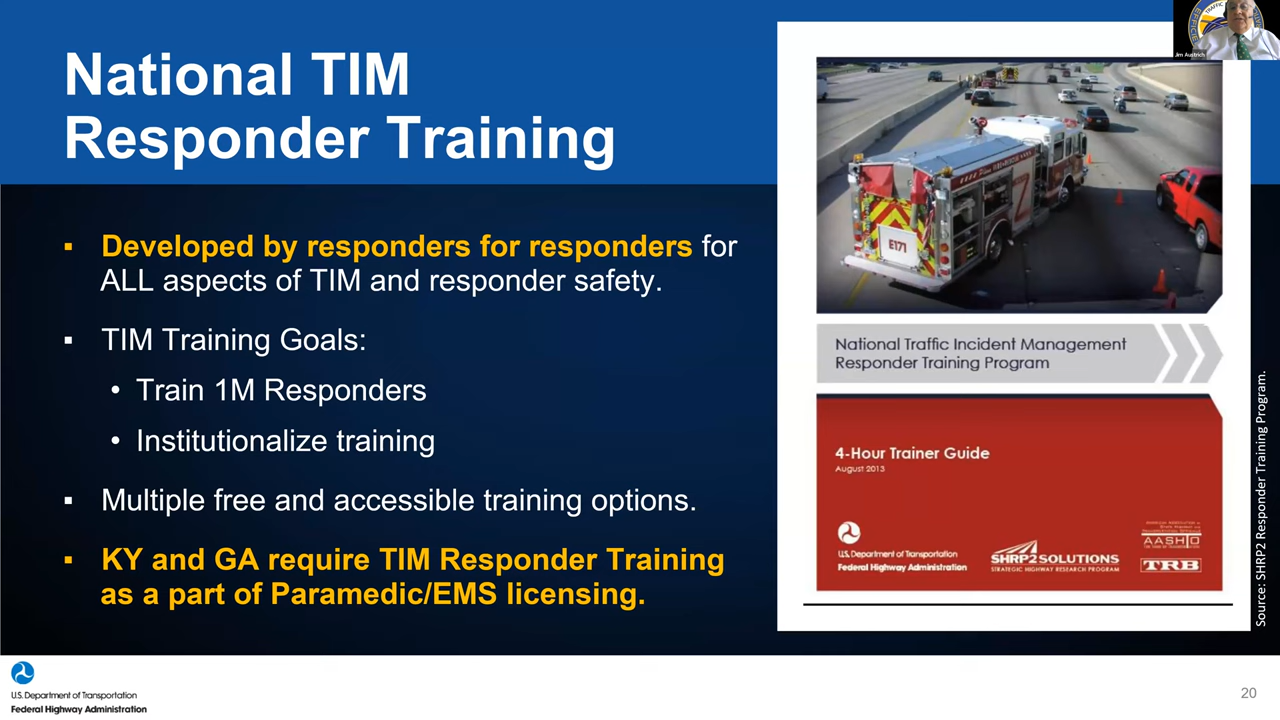 National TIM
Responder Training
▪ Developed by responders for responders for
ALL aspects of TIM and responder safety.
▪ TIM Training Goals:
• Train 1M Responders
• Institutionalize training
▪ Multiple free and accessible training options.
▪ KY and GA require TIM Responder Training
as a part of Paramedic/EMS licensing.
TRAFFIC
Jim Austrich
E171
National Traffic Incident Management
Responder Training Program
4-Hour Trainer Guide
August 2013
U.S. Department of Transportation
Federal Highway Administration
SHRP2 SOLUTIONS
STRATEGIC HIGHWAY RESEARCH PROGRAM
AASHTO
TRB
Source: SHRP2 Responder Training Program.
U.S. Department of Transportation
Federal Highway Administration
20